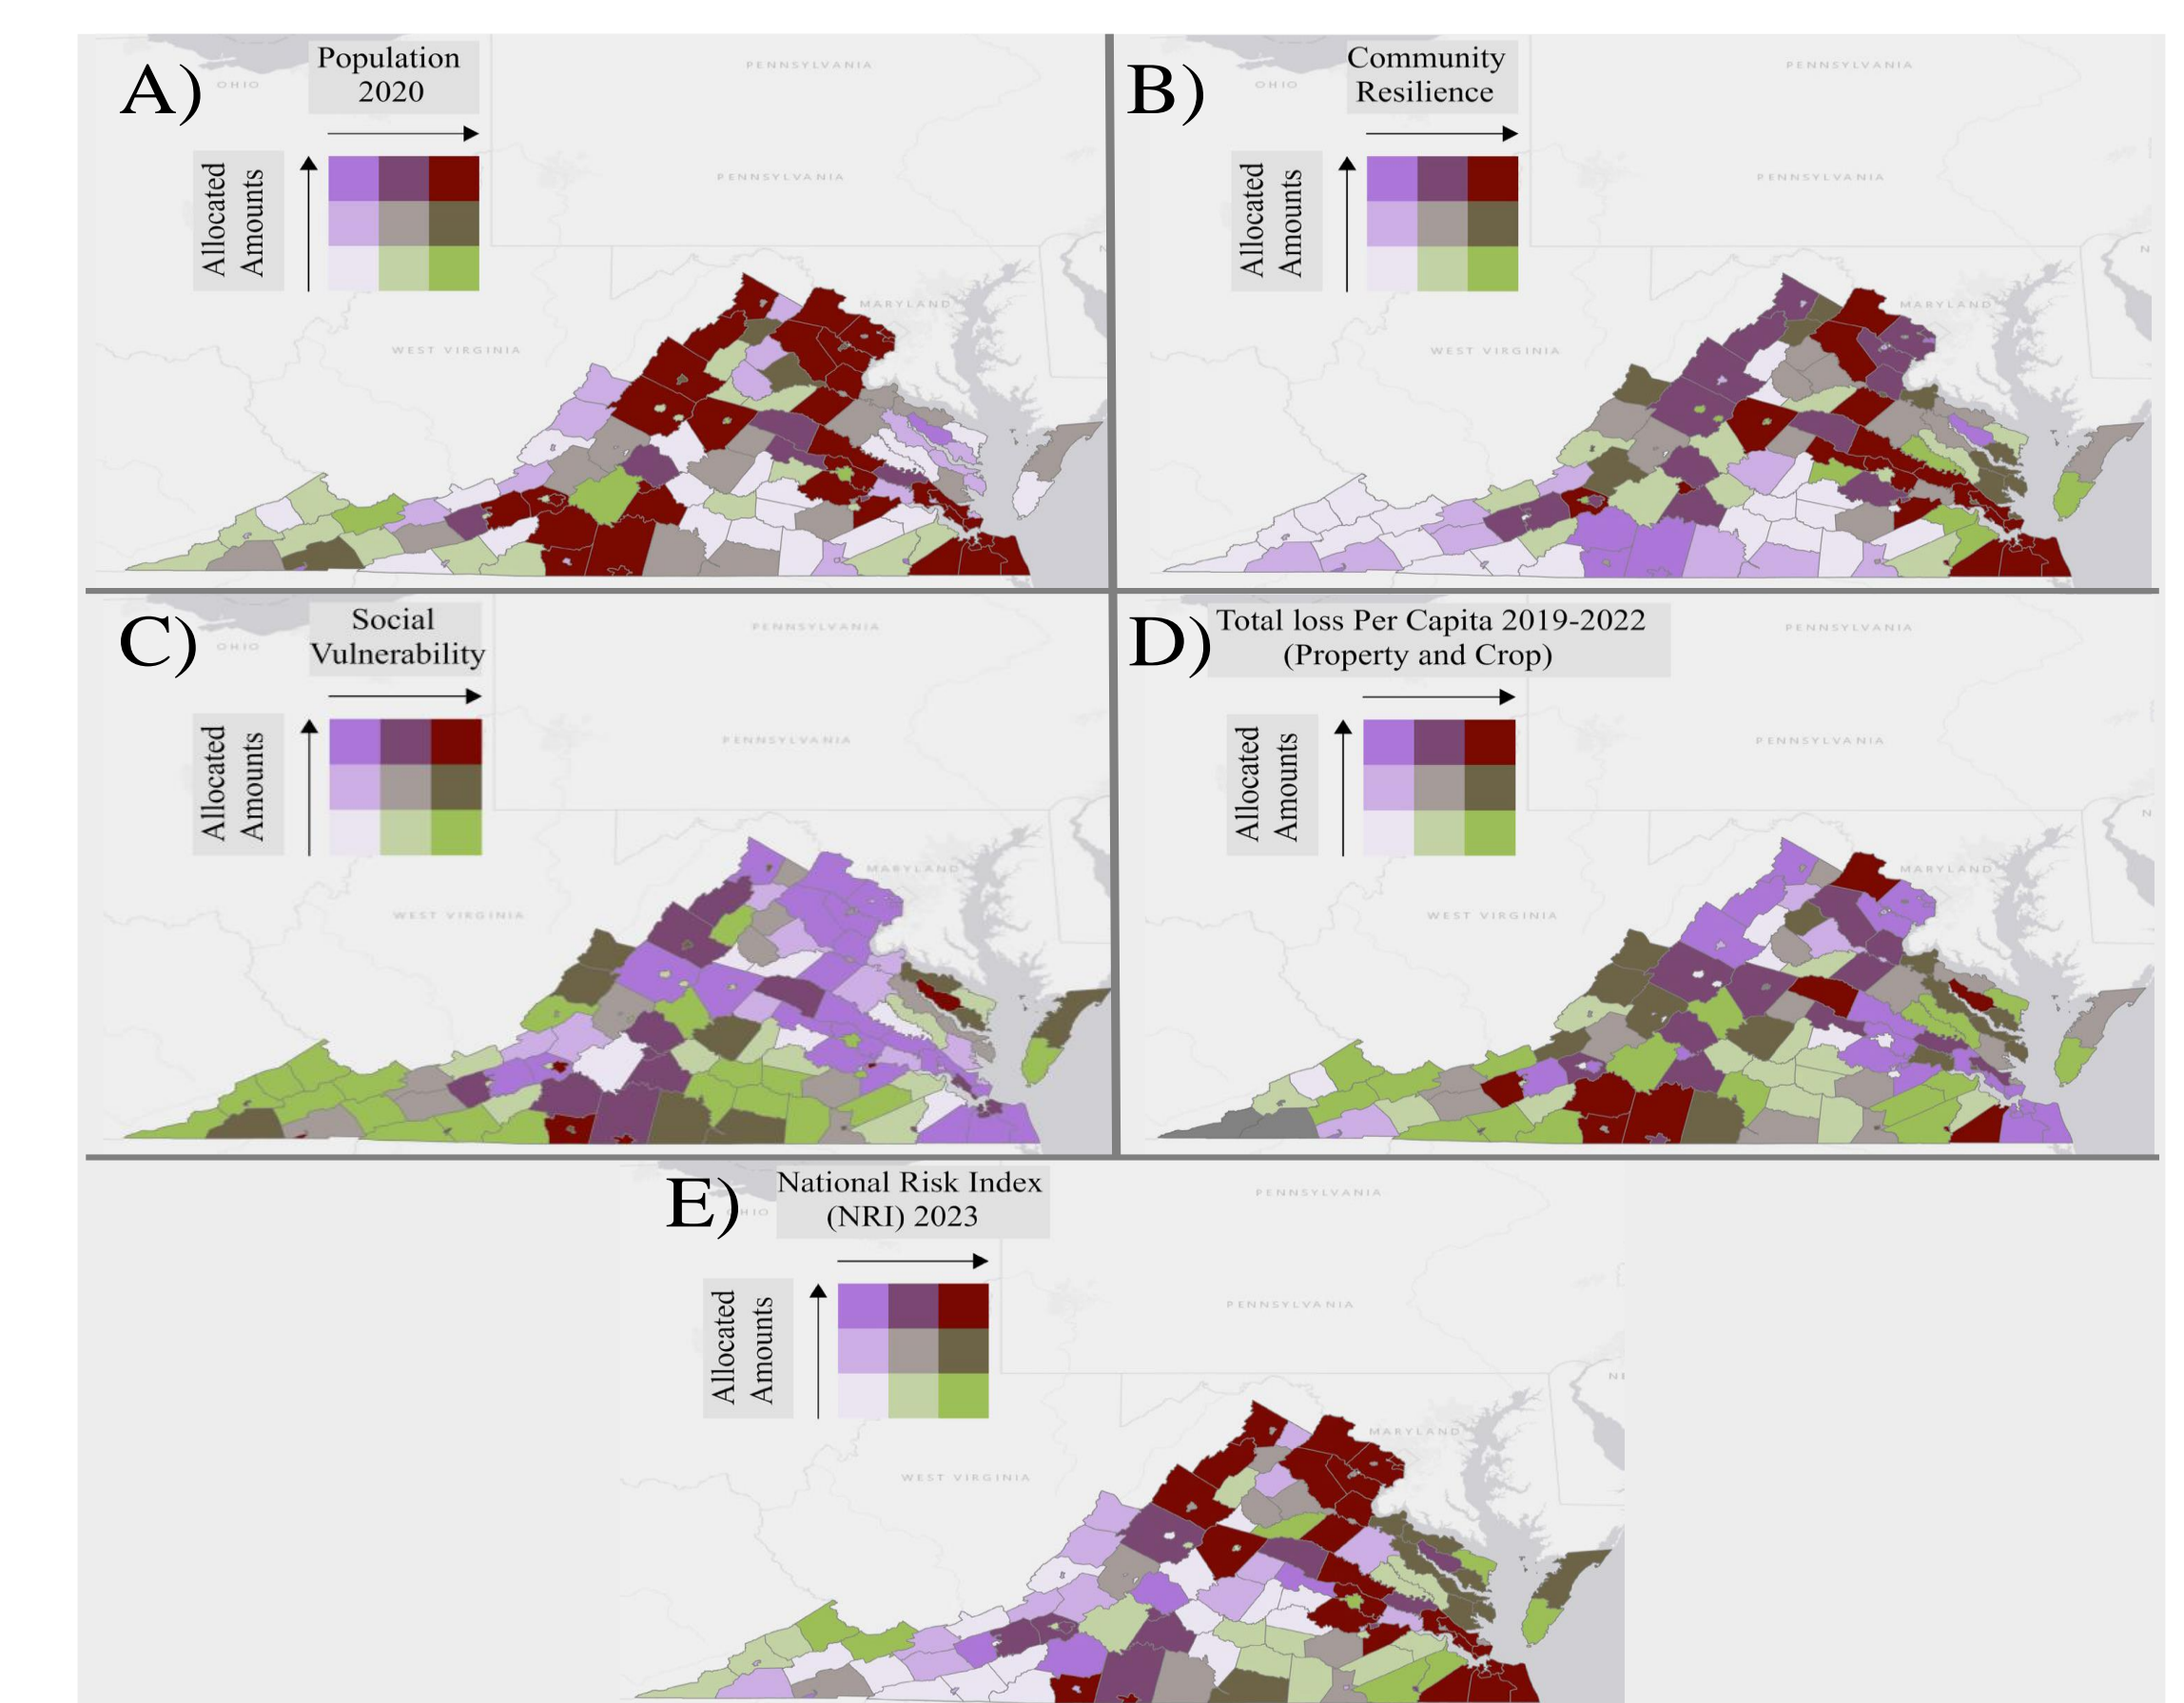 A)
Population
2020
Allocated
Amounts
OHIO
PENNSYLVANIA
PENNSYLVANIA
MARYLAND
WEST VIRGINIA
N
B)
Community
Resilience
Allocated
Amounts
OHIO
PENNSYLVANIA
PENNSYLVANIA
MARYLAND
WEST VIRGINIA
N
C)
Social
Vulnerability
Allocated
Amounts
OHIO
PENNSYLVANIA
PENNSYLVANIA
MARYLAND
WEST VIRGINIA
D)
Total loss Per Capita 2019-2022
(Property and Crop)
Allocated
Amounts
PENNSYLVANIA
PENNSYLVANIA
MARYLAND
WEST VIRGINIA
N
E)
National Risk Index
(NRI) 2023
Allocated
Amounts
OHIO
PENNSYLVANIA
PENNSYLVANIA
MARYLAND
WEST VIRGINIA
NE